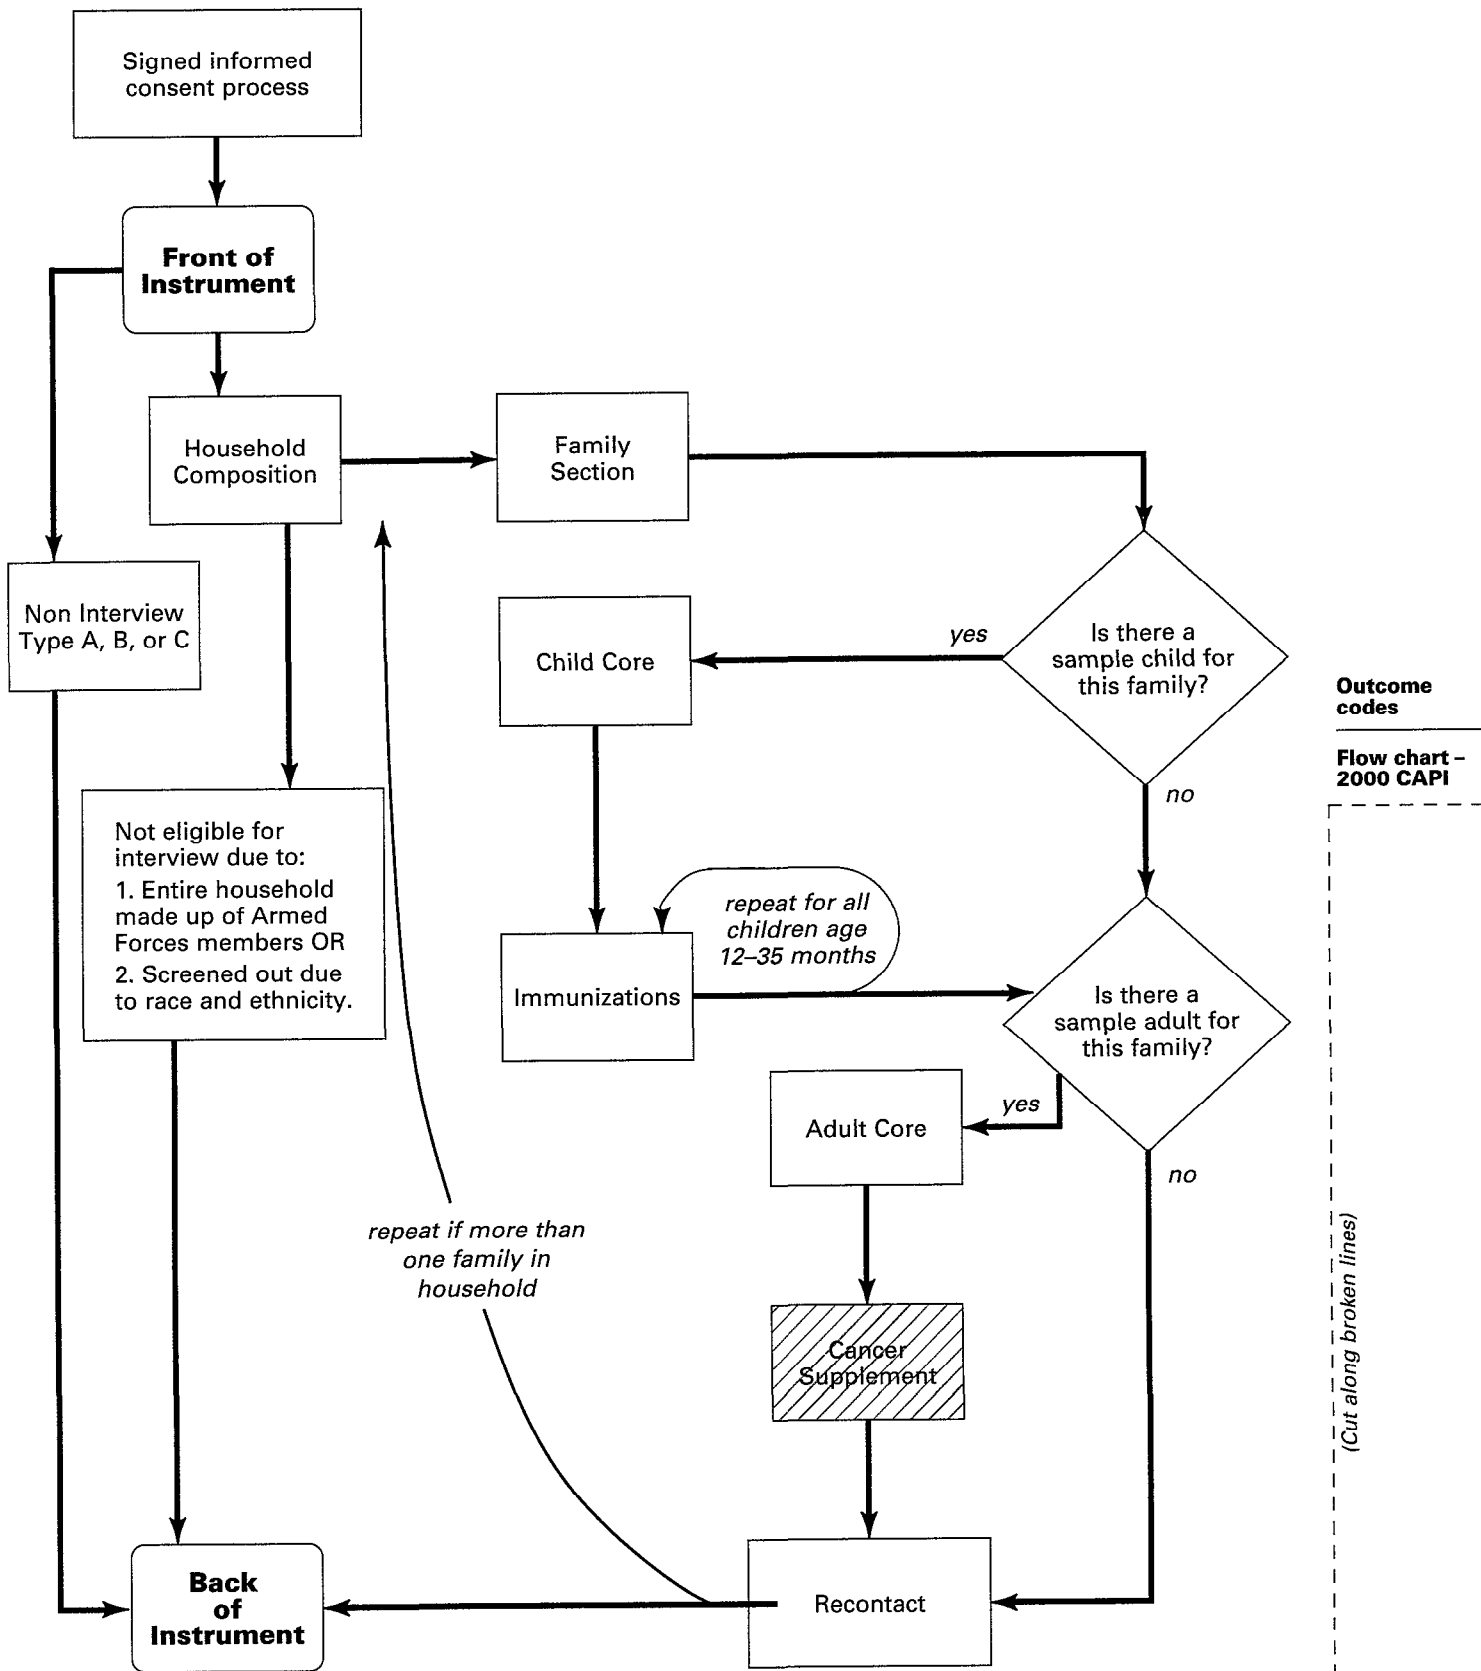 Signed informed
consent process
Front of
Instrument
Household
Composition
Family
Section
Non Interview
Type A, B, or C
Child Core
yes
Is there a
sample child for
this family?
no
Outcome
codes
Flow chart –
2000 CAPI
Not eligible for
interview due to:
1. Entire household
made up of Armed
Forces members OR
2. Screened out due
to race and ethnicity.
repeat for all
children age
12–35 months
Immunizations
Is there a
sample adult for
this family?
yes
Adult Core
no
repeat if more than
one family in
household
Cancer
Supplement
(Cut along broken lines)
Back
of
Instrument
Recontact